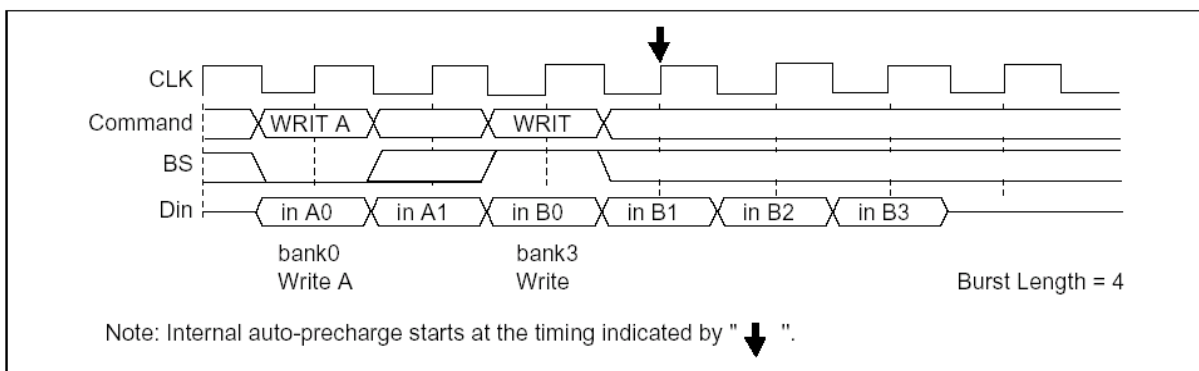 CLK
Command WRIT A WRIT
BS
Din in A0 in A1 in B0 in B1 in B2 in B3
bank0 bank3
Write A Write Burst Length = 4
Note: Internal auto-precharge starts at the timing indicated by " ".